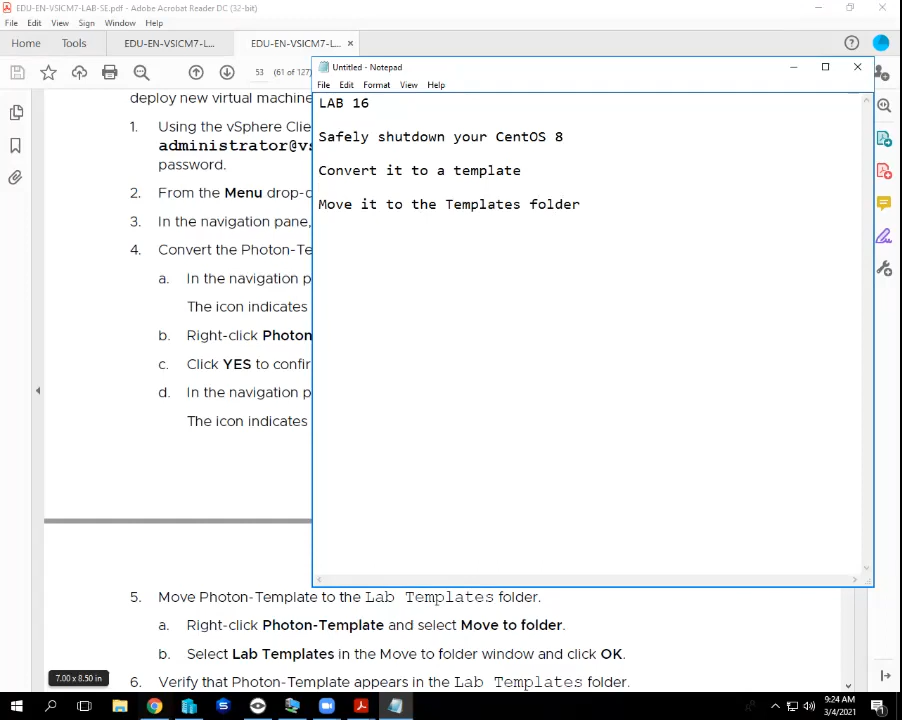 EDU-EN-VSICM7-LAB-SE.pdf - Adobe Acrobat Reader DC (32-bit)
File Edit View Sign Window Help
Home Tools EDU-EN-VSICM7-L... EDU-EN-VSICM7-L... ×
53 (61 of 127)
Untitled - Notepad
File Edit Format View Help
LAB 16
Safely shutdown your CentOS 8
Convert it to a template
Move it to the Templates folder
deploy new virtual machine
1. Using the vSphere Clie
administrator@vs
password.
2. From the Menu drop-d
3. In the navigation pane,
4. Convert the Photon-Te
a. In the navigation p
The icon indicates
b. Right-click Photon
c. Click YES to confir
d. In the navigation p
The icon indicates
5. Move Photon-Template to the Lab Templates folder.
a. Right-click Photon-Template and select Move to folder.
b. Select Lab Templates in the Move to folder window and click OK.
6. Verify that Photon-Template appears in the Lab Templates folder.
7.00 x 8.50 in
9:24 AM
3/4/2021